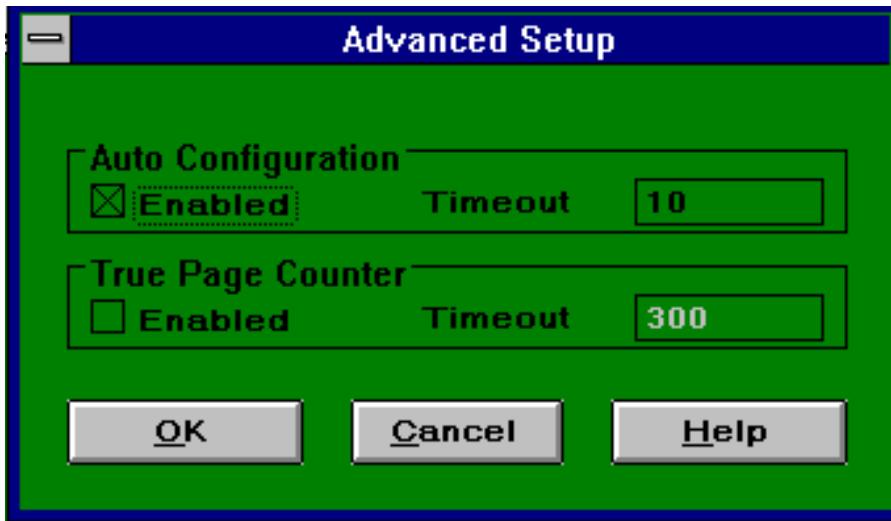 Advanced Setup
Auto Configuration
Enabled Timeout 10
True Page Counter
Enabled Timeout 300
OK Cancel Help